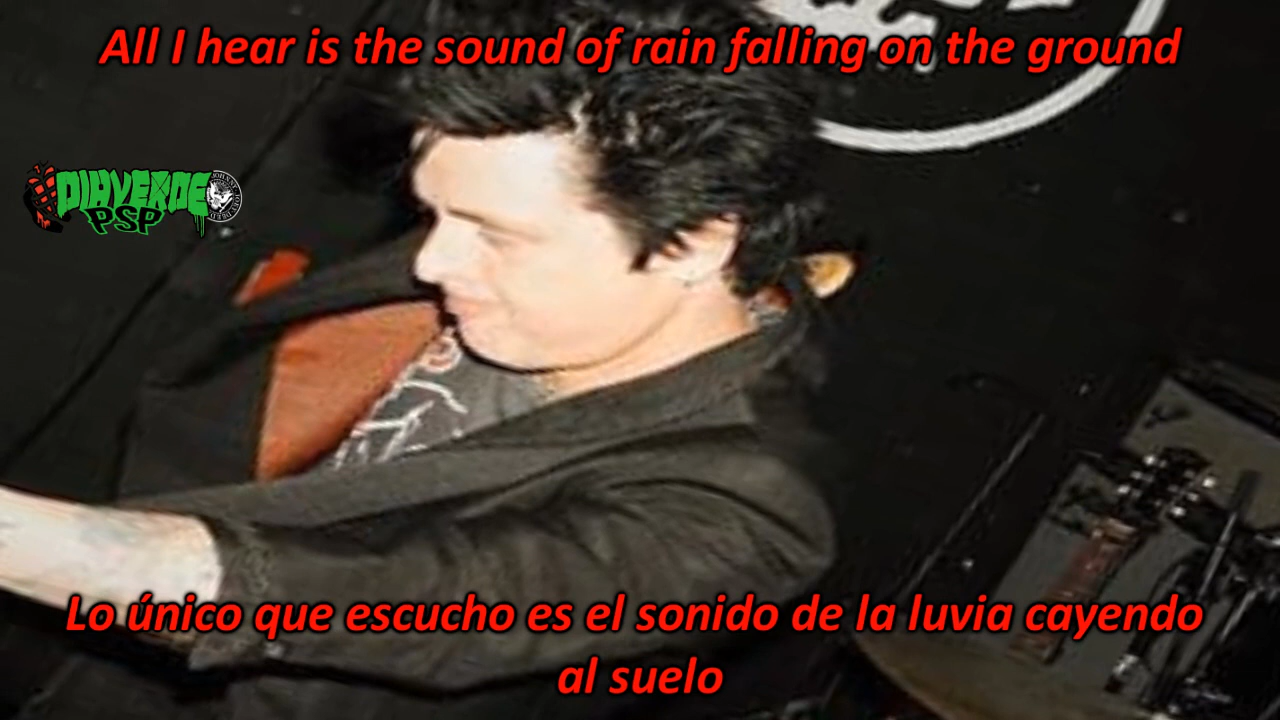 All I hear is the sound of rain falling on the ground
DIAVERDE
PSP
Lo único que escucho es el sonido de la luvia cayendo
al suelo